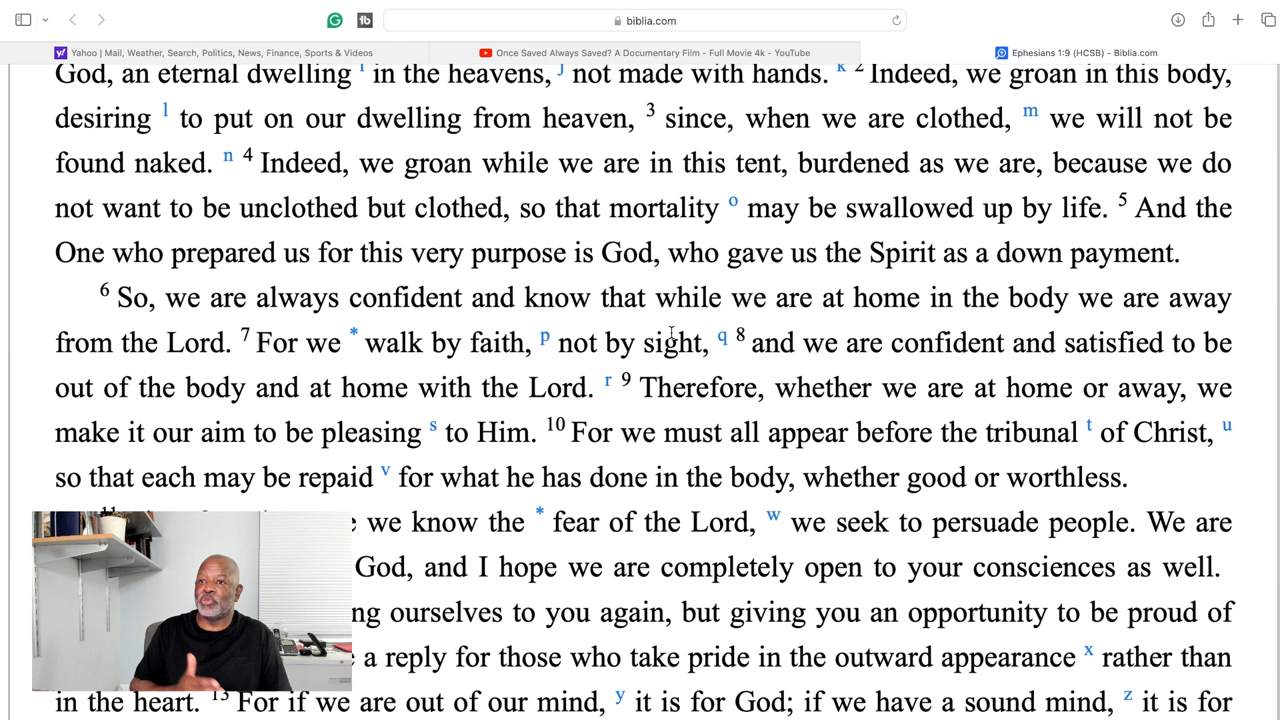 biblia.com
Yahoo | Mail, Weather, Search, Politics, News, Finance, Sports & Videos
Once Saved Always Saved? A Documentary Film - Full Movie 4k - YouTube
Ephesians 1:9 (HCSB) - Biblia.com
God, an eternal dwelling i in the heavens, j not made with hands. k 2 Indeed, we groan in this body,
desiring l to put on our dwelling from heaven, 3 since, when we are clothed, m we will not be
found naked. n 4 Indeed, we groan while we are in this tent, burdened as we are, because we do
not want to be unclothed but clothed, so that mortality o may be swallowed up by life. 5 And the
One who prepared us for this very purpose is God, who gave us the Spirit as a down payment.
6 So, we are always confident and know that while we are at home in the body we are away
from the Lord. 7 For we * walk by faith, p not by sight, q 8 and we are confident and satisfied to be
out of the body and at home with the Lord. r 9 Therefore, whether we are at home or away, we
make it our aim to be pleasing s to Him. 10 For we must all appear before the tribunal t of Christ, u
so that each may be repaid v for what he has done in the body, whether good or worthless.
we know the * fear of the Lord, w we seek to persuade people. We are
God, and I hope we are completely open to your consciences as well.
ng ourselves to you again, but giving you an opportunity to be proud of
a reply for those who take pride in the outward appearance x rather than
in the heart. 13 For if we are out of our mind, y it is for God; if we have a sound mind, z it is for